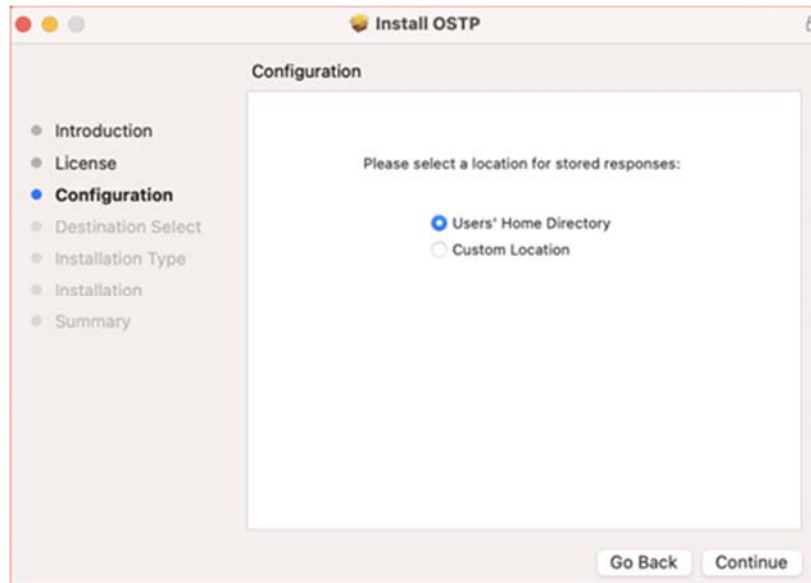 Install OSTP
Configuration
Introduction
License
Configuration
Destination Select
Installation Type
Installation
Summary
Please select a location for stored responses:
Users' Home Directory
Custom Location
Go Back
Continue